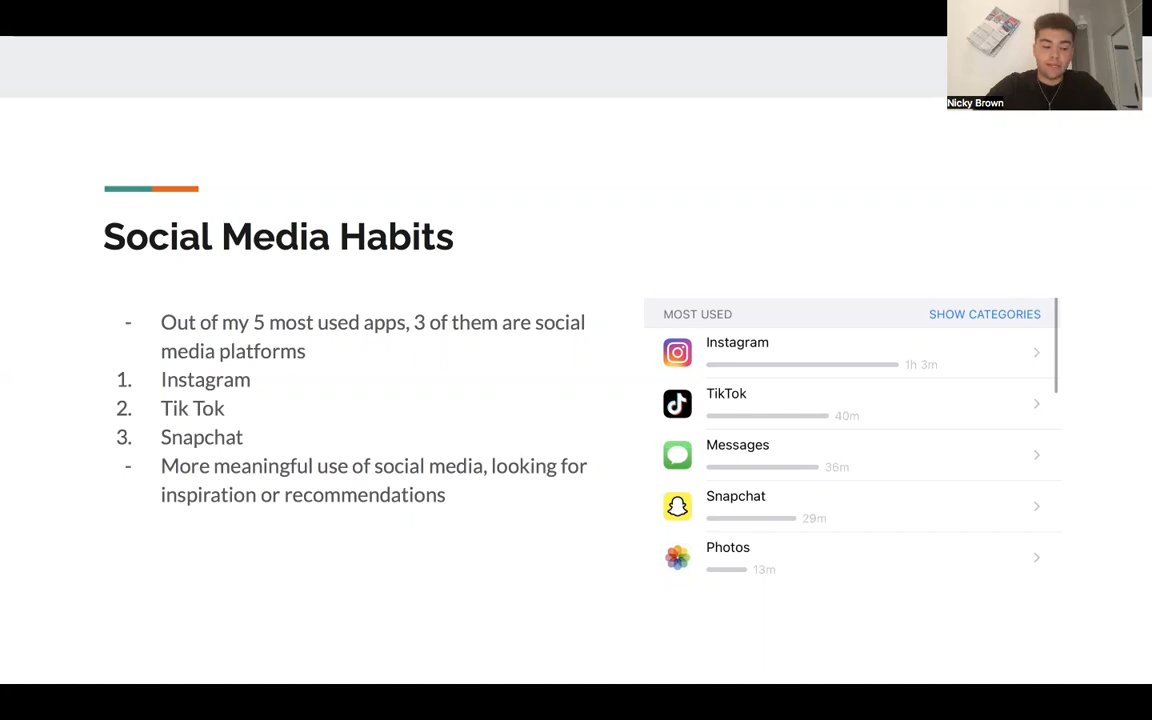 Nicky Brown
Social Media Habits
- Out of my 5 most used apps, 3 of them are social
media platforms
1. Instagram
2. Tik Tok
3. Snapchat
- More meaningful use of social media, looking for
inspiration or recommendations
MOST USED SHOW CATEGORIES
Instagram
1h 3m
TikTok
40m
Messages
36m
Snapchat
29m
Photos
13m